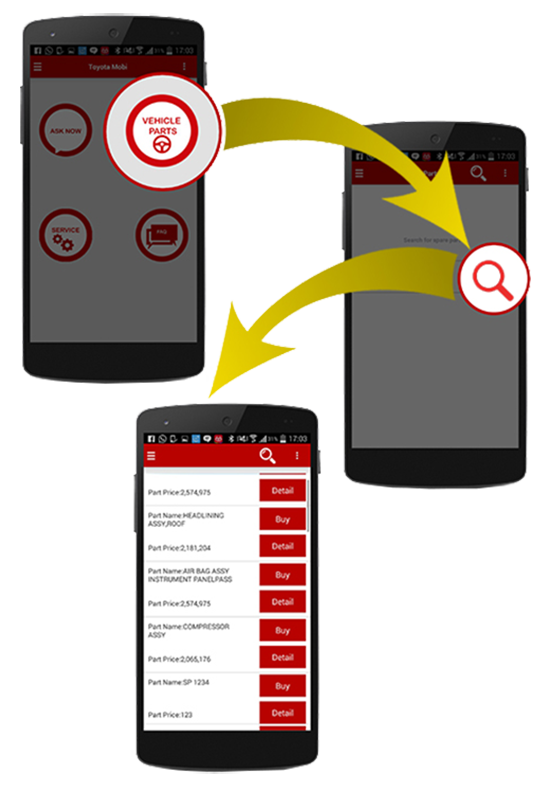 31% 17:03
Toyota Mobi
ASK NOW
VEHICLE
PARTS
SERVICE
FAQ
31% 17:03
Search for spare
31% 17:03
Part Price:2,574,975
Detail
Part Name:HEADLINING
ASSY,ROOF
Buy
Part Price:2,181,204
Detail
Part Name:AIR BAG ASSY
INSTRUMENT PANELPASS
Buy
Part Price:2,574,975
Detail
Part Name:COMPRESSOR
ASSY
Buy
Part Price:2,065,176
Detail
Part Name:SP 1234
Buy
Part Price:123
Detail